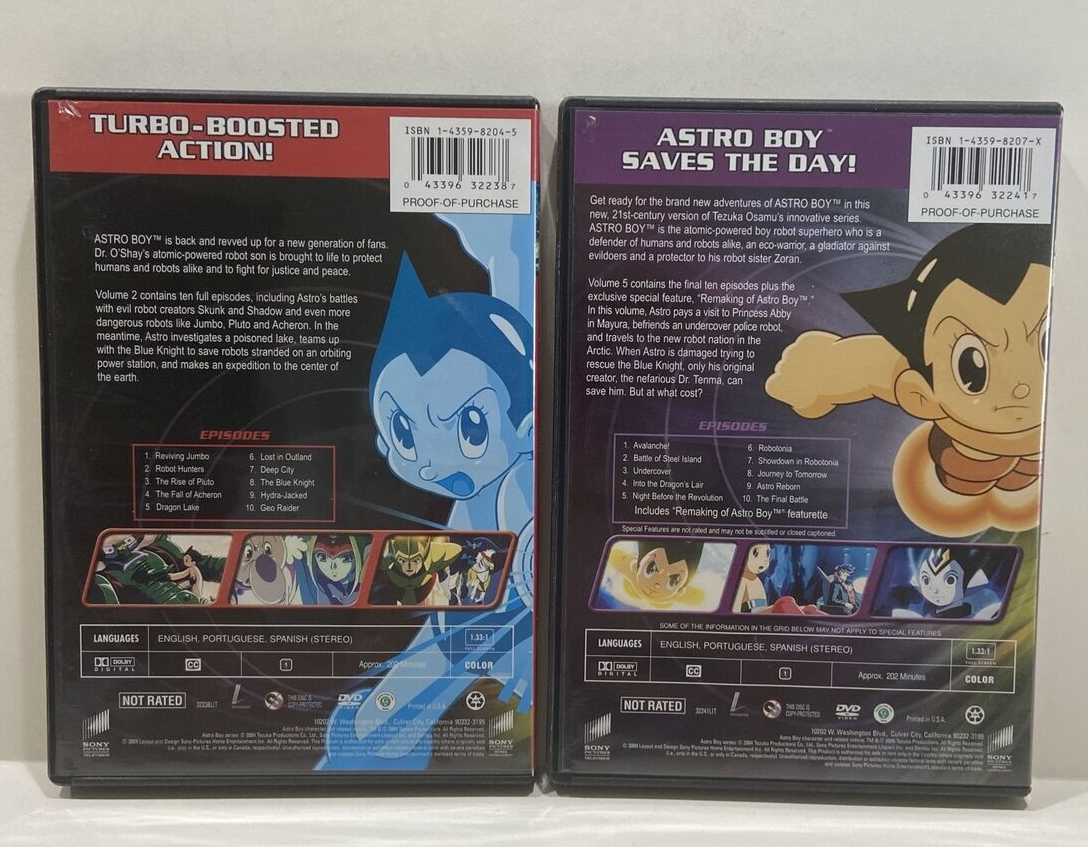 TURBO-BOOSTED
ACTION!
ISBN 1-4359-8204-5
0 43396 32238 7
PROOF-OF-PURCHASE
ASTRO BOY™ is back and revved up for a new generation of fans.
Dr. O'Shay's atomic-powered robot son is brought to life to protect
humans and robots alike and to fight for justice and peace.
Volume 2 contains ten full episodes, including Astro's battles
with evil robot creators Skunk and Shadow and even more
dangerous robots like Jumbo, Pluto and Acheron. In the
meantime, Astro investigates a poisoned lake, teams up
with the Blue Knight to save robots stranded on an orbiting
power station, and makes an expedition to the center of
the earth.
EPISODES
1. Reviving Jumbo
2. Robot Hunters
3. The Rise of Pluto
4. The Fall of Acheron
5. Dragon Lake
6. Lost in Outland
7. Deep City
8. The Blue Knight
9. Hydra-Jacked
10. Geo Raider
LANGUAGES ENGLISH, PORTUGUESE, SPANISH (STEREO) 1.33:1
FULL SCREEN
DOLBY DIGITAL CC 1 Approx. 202 Minutes COLOR
NOT RATED 32238LIT THIS DISC IS COPY-PROTECTED DVD VIDEO Printed in U.S.A.
SONY PICTURES TELEVISION
10202 W. Washington Blvd., Culver City, California 90232-3195
SONY
ASTRO BOY™
SAVES THE DAY!
ISBN 1-4359-8207-X
0 43396 32241 7
PROOF-OF-PURCHASE
Get ready for the brand new adventures of ASTRO BOY™ in this
new, 21st-century version of Tezuka Osamu's innovative series.
ASTRO BOY™ is the atomic-powered boy robot superhero who is a
defender of humans and robots alike, an eco-warrior, a gladiator against
evildoers and a protector to his robot sister Zoran.
Volume 5 contains the final ten episodes plus the
exclusive special feature, "Remaking of Astro Boy™."
In this volume, Astro pays a visit to Princess Abby
in Mayura, befriends an undercover police robot,
and travels to the new robot nation in the
Arctic. When Astro is damaged trying to
rescue the Blue Knight, only his original
creator, the nefarious Dr. Tenma, can
save him. But at what cost?
EPISODES
1. Avalanche!
2. Battle of Steel Island
3. Undercover
4. Into the Dragon's Lair
5. Night Before the Revolution
6. Robotonia
7. Showdown in Robotonia
8. Journey to Tomorrow
9. Astro Reborn
10. The Final Battle
Includes "Remaking of Astro Boy™" featurette
Special Features are not rated and may not be subtitled or closed captioned.
SOME OF THE INFORMATION IN THE GRID BELOW MAY NOT APPLY TO SPECIAL FEATURES
LANGUAGES ENGLISH, PORTUGUESE, SPANISH (STEREO) 1.33:1
FULL SCREEN
DOLBY DIGITAL CC 1 Approx. 202 Minutes COLOR
NOT RATED 32241LIT THIS DISC IS COPY-PROTECTED DVD VIDEO Printed in U.S.A.
SONY PICTURES TELEVISION
10202 W. Washington Blvd., Culver City, California 90232-3195
SONY